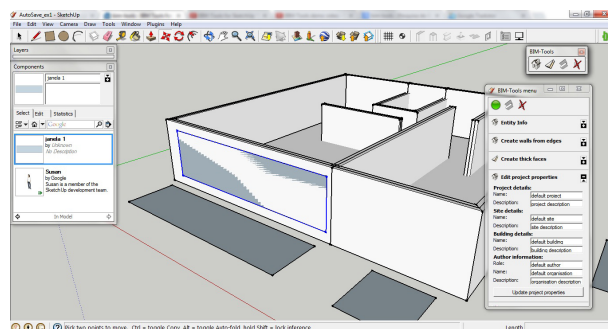 AutoSave_ex1 - SketchUp
File Edit View Camera Draw Tools Window Plugins Help
Layers
Components
janela 1
Select Edit Statistics
Google
janela 1
by Unknown
No Description
Susan
by Google
Susan is a member of the
Sketch Up development team.
In Model
BIM-Tools
BIM-Tools menu
Entity Info
Create walls from edges
Create thick faces
Edit project properties
Project details:
Name: default project
Description: project description
Site details:
Name: default site
Description: site description
Building details:
Name: default building
Description: building description
Author information:
Role: default author
Name: default organisation
Description: organisation description
Update project properties
Pick two points to move. Ctrl = toggle Copy, Alt = toggle Auto-fold, hold Shift = lock inference.
Length